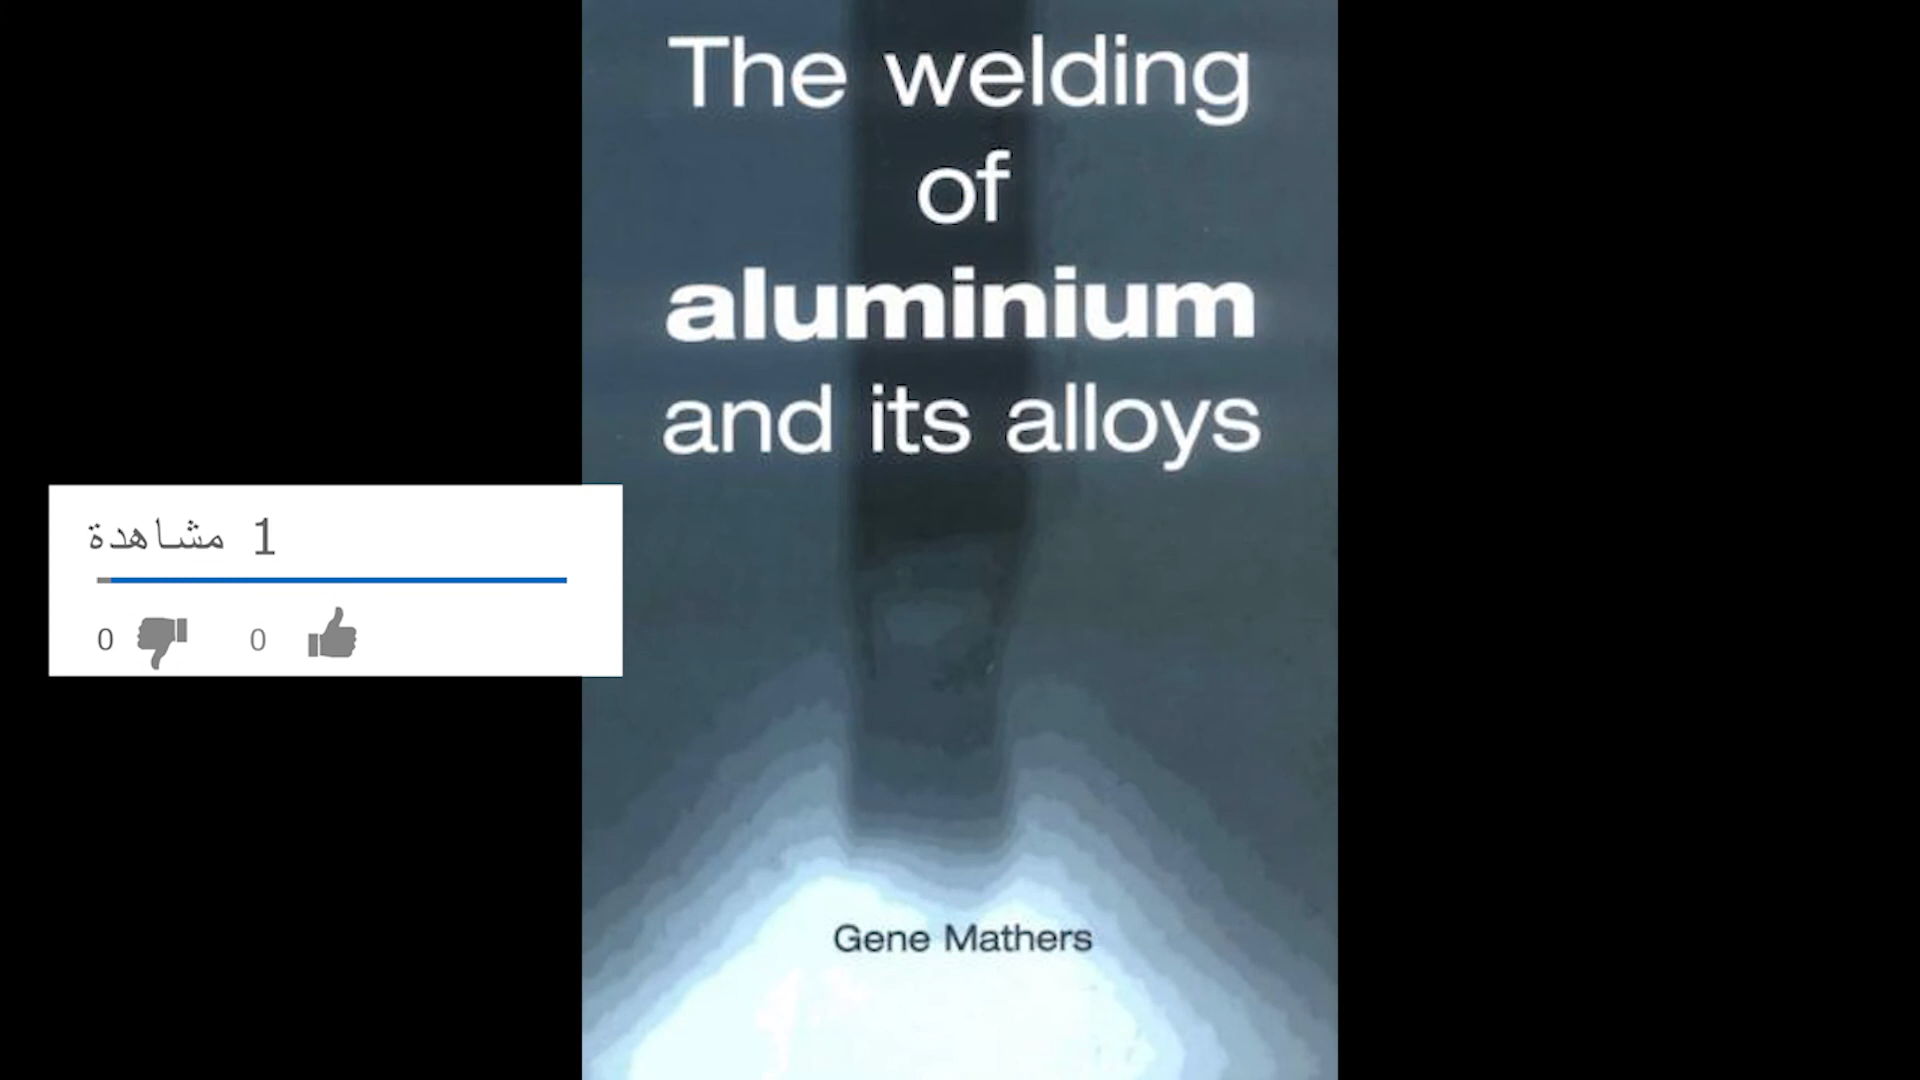 The welding
of
aluminium
and its alloys
1 مشاهدة
0 0
Gene Mathers